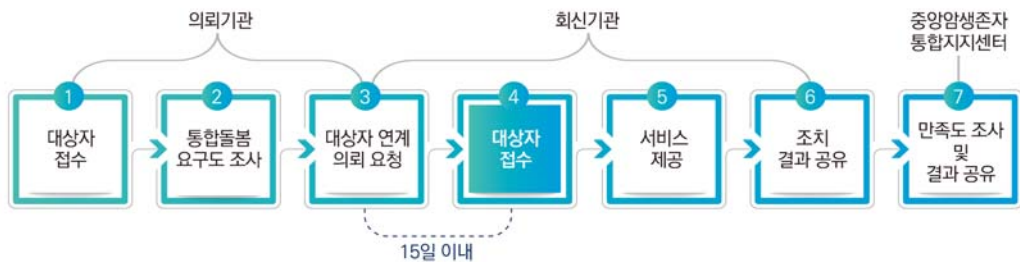 의뢰기관
회신기관
중앙암생존자
통합지지센터
1
대상자
접수
2
통합돌봄
요구도 조사
3
대상자 연계
의뢰 요청
4
대상자
접수
5
서비스
제공
6
조치
결과 공유
7
만족도 조사
및
결과 공유
15일 이내